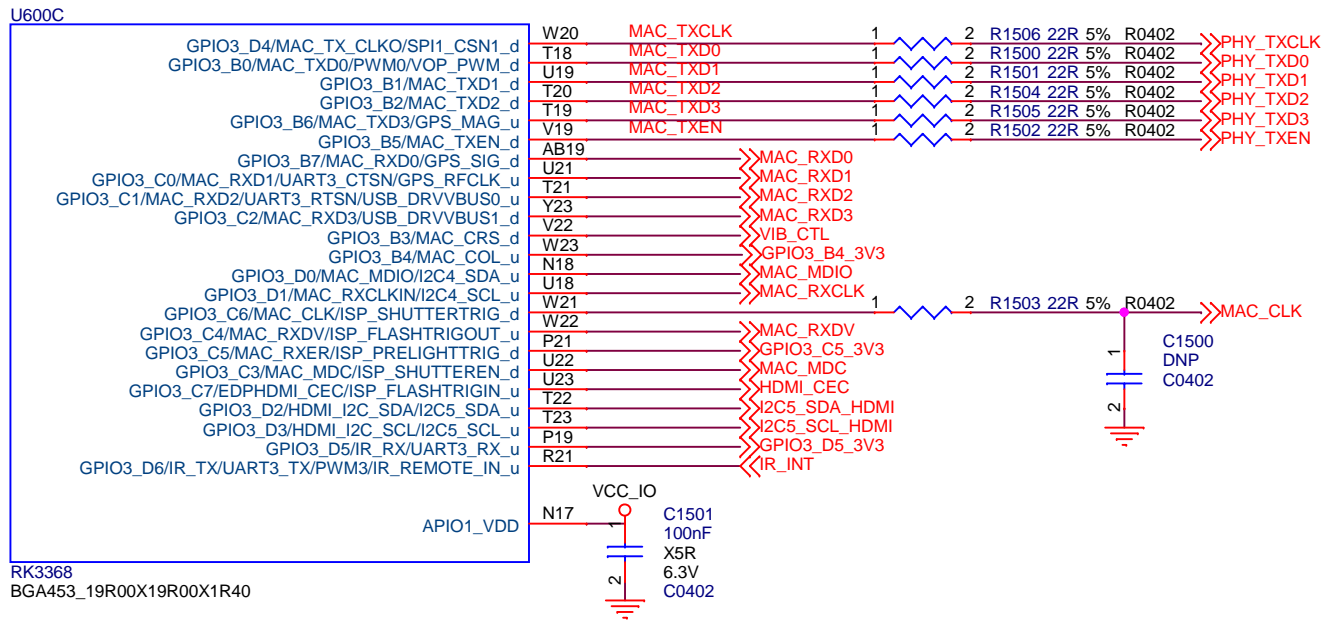 U600C
GPIO3_D4/MAC_TX_CLKO/SPI1_CSN1_d W20 MAC_TXCLK 1 2 R1506 22R 5% R0402 PHY_TXCLK
GPIO3_B0/MAC_TXD0/PWM0/VOP_PWM_d T18 MAC_TXD0 1 2 R1500 22R 5% R0402 PHY_TXD0
GPIO3_B1/MAC_TXD1_d U19 MAC_TXD1 1 2 R1501 22R 5% R0402 PHY_TXD1
GPIO3_B2/MAC_TXD2_d T20 MAC_TXD2 1 2 R1504 22R 5% R0402 PHY_TXD2
GPIO3_B6/MAC_TXD3/GPS_MAG_u T19 MAC_TXD3 1 2 R1505 22R 5% R0402 PHY_TXD3
GPIO3_B5/MAC_TXEN_d V19 MAC_TXEN 1 2 R1502 22R 5% R0402 PHY_TXEN
GPIO3_B7/MAC_RXD0/GPS_SIG_d AB19 MAC_RXD0
GPIO3_C0/MAC_RXD1/UART3_CTSN/GPS_RFCLK_u U21 MAC_RXD1
GPIO3_C1/MAC_RXD2/UART3_RTSN/USB_DRVVBUS0_u T21 MAC_RXD2
GPIO3_C2/MAC_RXD3/USB_DRVVBUS1_d Y23 MAC_RXD3
GPIO3_B3/MAC_CRS_d V22 VIB_CTL
GPIO3_B4/MAC_COL_u W23 GPIO3_B4_3V3
GPIO3_D0/MAC_MDIO/I2C4_SDA_u N18 MAC_MDIO
GPIO3_D1/MAC_RXCLKIN/I2C4_SCL_u U18 MAC_RXCLK
GPIO3_C6/MAC_CLK/ISP_SHUTTERTRIG_d W21 1 2 R1503 22R 5% R0402 MAC_CLK
GPIO3_C4/MAC_RXDV/ISP_FLASHTRIGOUT_u W22 MAC_RXDV
GPIO3_C5/MAC_RXER/ISP_PRELIGHTTRIG_d P21 GPIO3_C5_3V3
GPIO3_C3/MAC_MDC/ISP_SHUTTEREN_d U22 MAC_MDC
GPIO3_C7/EDPHDMI_CEC/ISP_FLASHTRIGIN_u U23 HDMI_CEC
GPIO3_D2/HDMI_I2C_SDA/I2C5_SDA_u T22 I2C5_SDA_HDMI
GPIO3_D3/HDMI_I2C_SCL/I2C5_SCL_u T23 I2C5_SCL_HDMI
GPIO3_D5/IR_RX/UART3_RX_u P19 GPIO3_D5_3V3
GPIO3_D6/IR_TX/UART3_TX/PWM3/IR_REMOTE_IN_u R21 IR_INT
1
C1500
DNP
C0402
2
VCC_IO
APIO1_VDD N17
1
C1501
100nF
X5R
6.3V
C0402
2
RK3368
BGA453_19R00X19R00X1R40